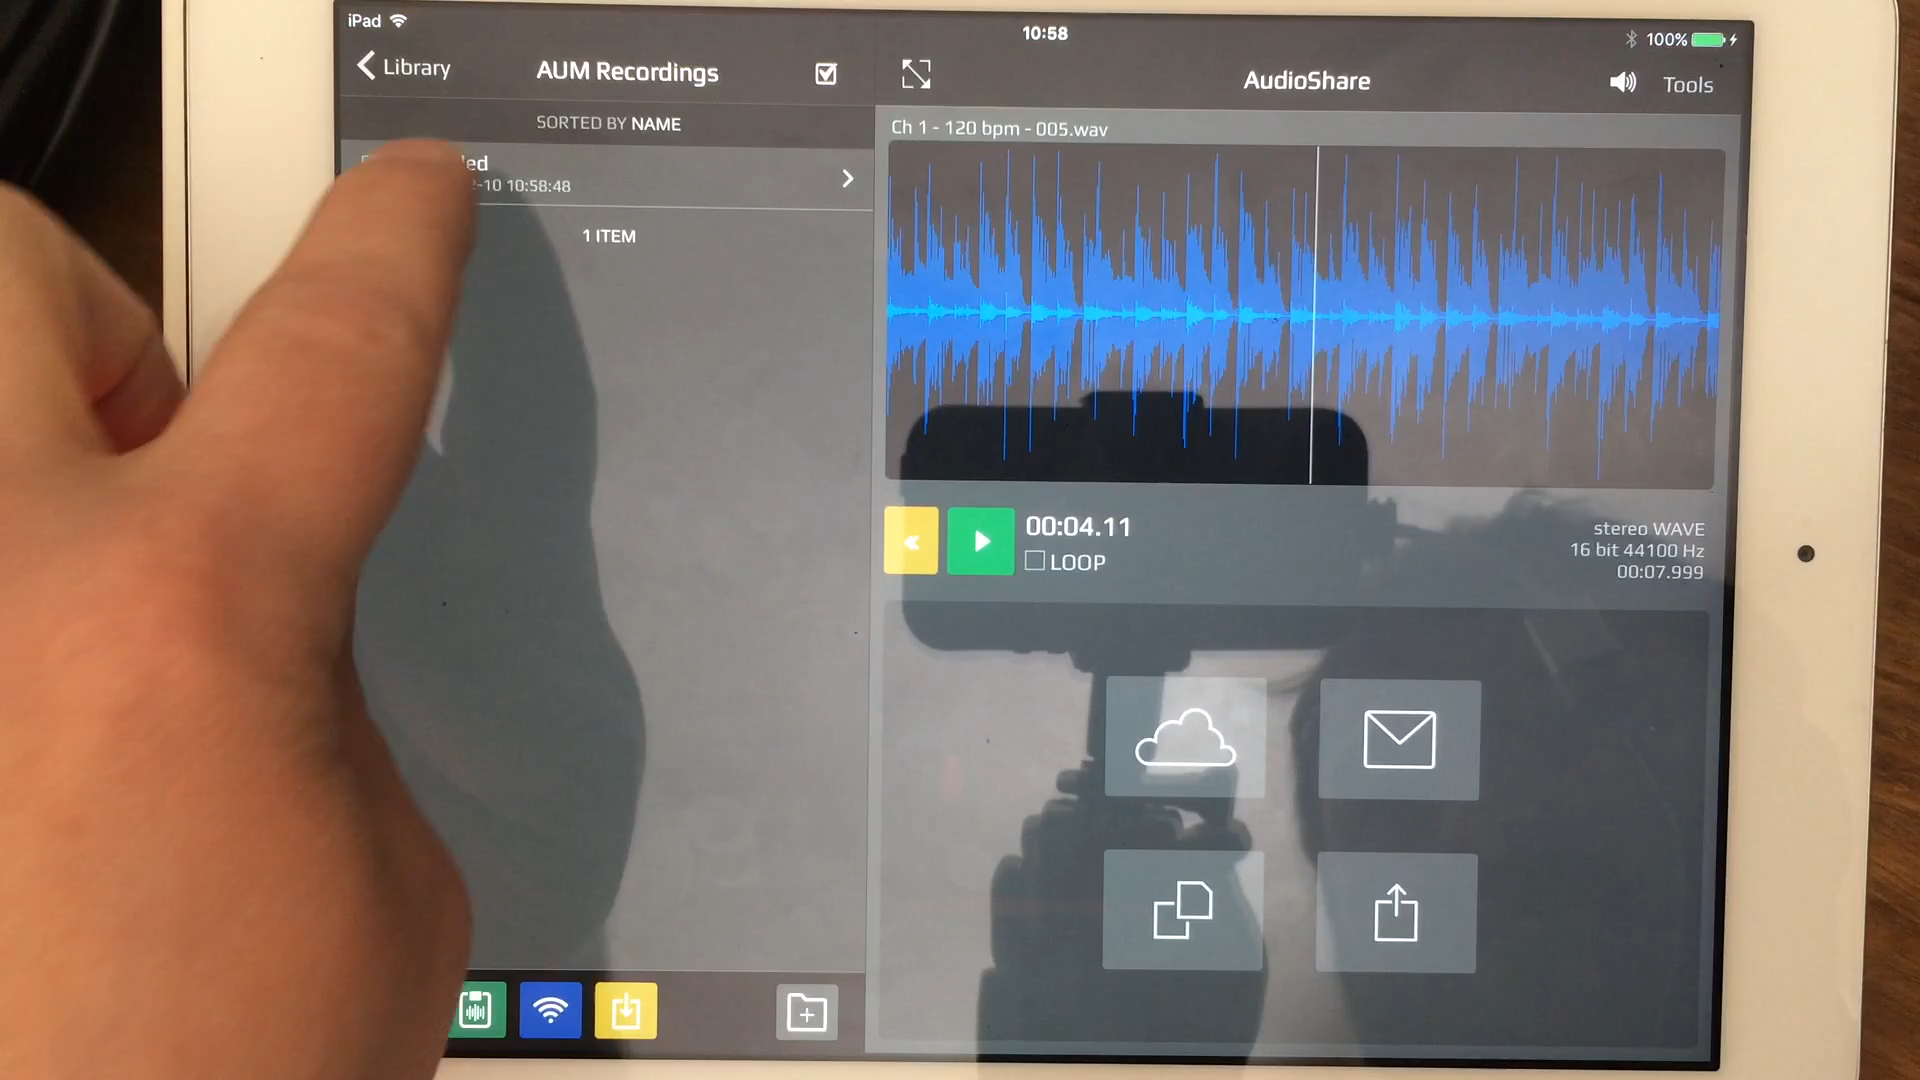 iPad
10:58
100%
Library
AUM Recordings
AudioShare
Tools
SORTED BY NAME
Ch 1 - 120 bpm - 005.wav
-10 10:58:48
1 ITEM
00:04.11
LOOP
stereo WAVE
16 bit 44100 Hz
00:07.999